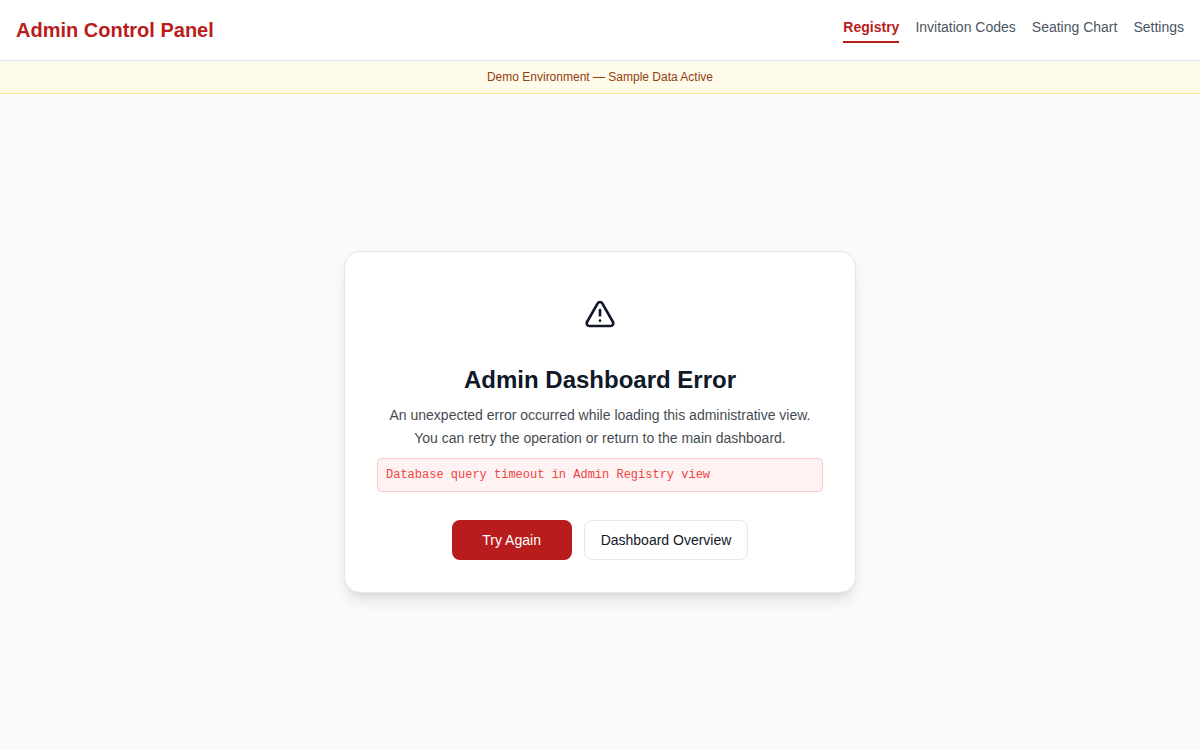 Admin Control Panel
Registry
Invitation Codes
Seating Chart
Settings
Demo Environment — Sample Data Active
Admin Dashboard Error
An unexpected error occurred while loading this administrative view.
You can retry the operation or return to the main dashboard.
Database query timeout in Admin Registry view
Try Again
Dashboard Overview